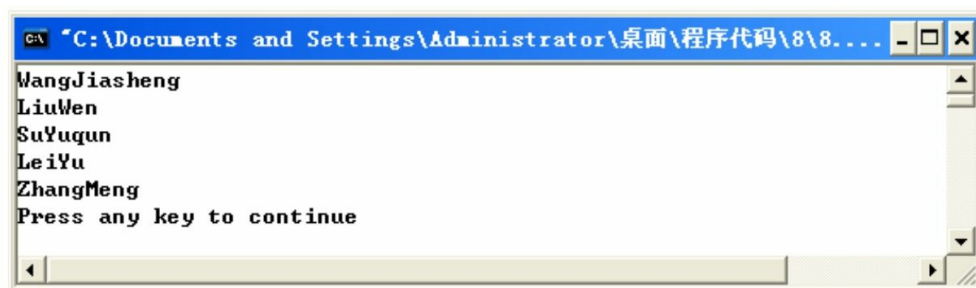 "C:\Documents and Settings\Administrator\桌面\程序代码\8\8....
WangJiasheng
LiuWen
SuYuqun
LeiYu
ZhangMeng
Press any key to continue